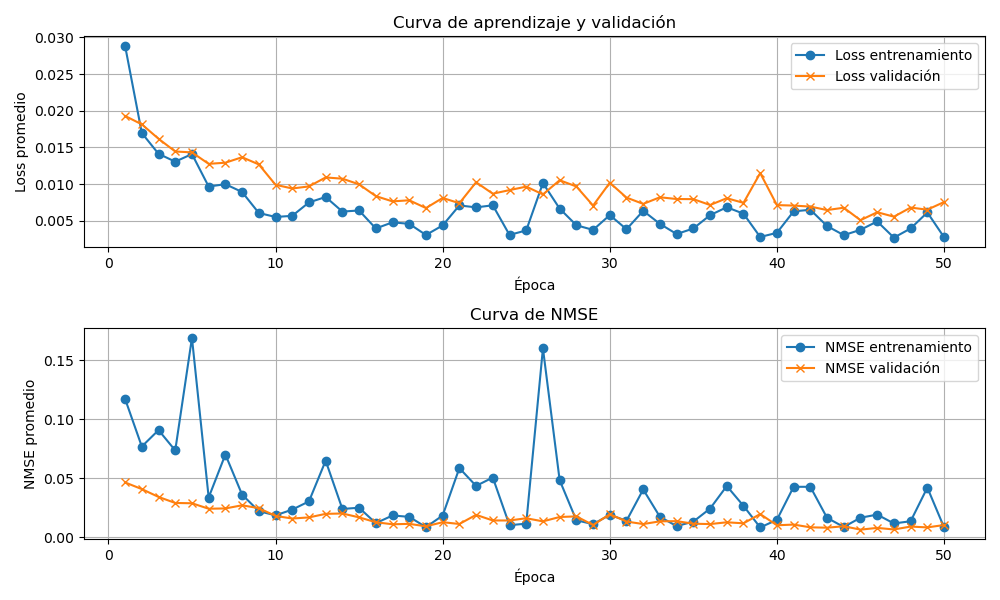 Curva de aprendizaje y validación
Loss promedio
0.030
0.025
0.020
0.015
0.010
0.005
Loss entrenamiento
Loss validación
0
10
20
30
40
50
Época
Curva de NMSE
NMSE promedio
0.15
0.10
0.05
0.00
NMSE entrenamiento
NMSE validación
0
10
20
30
40
50
Época